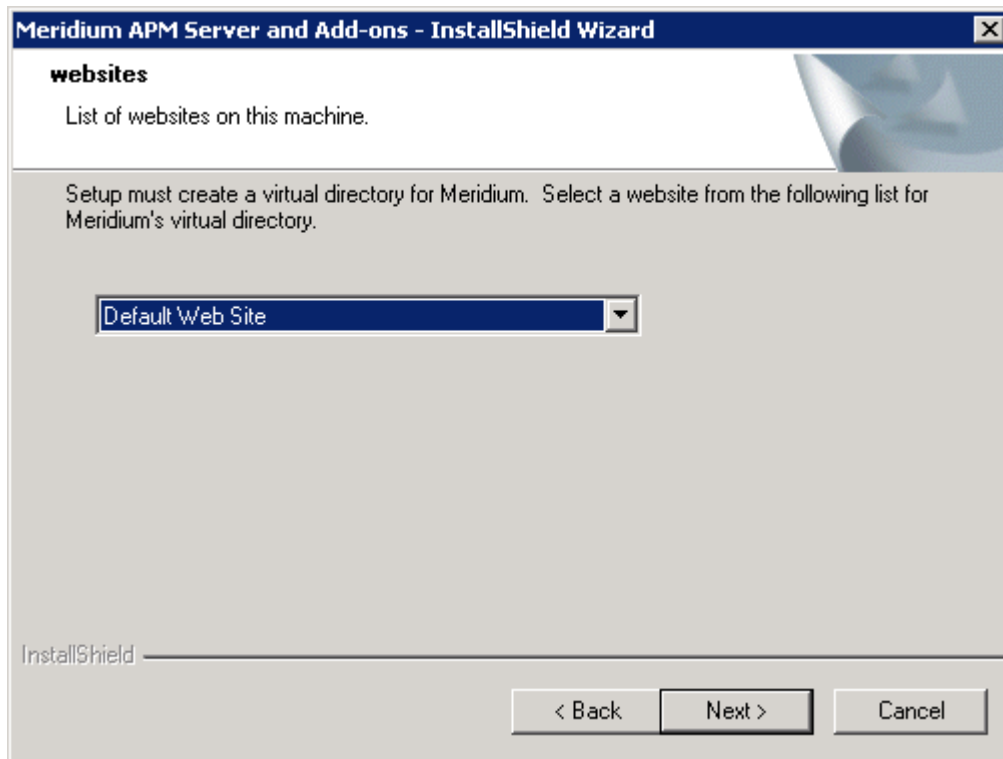 Meridium APM Server and Add-ons - InstallShield Wizard
websites
List of websites on this machine.
Setup must create a virtual directory for Meridium.  Select a website from the following list for
Meridium's virtual directory.
Default Web Site
InstallShield
< Back
Next >
Cancel